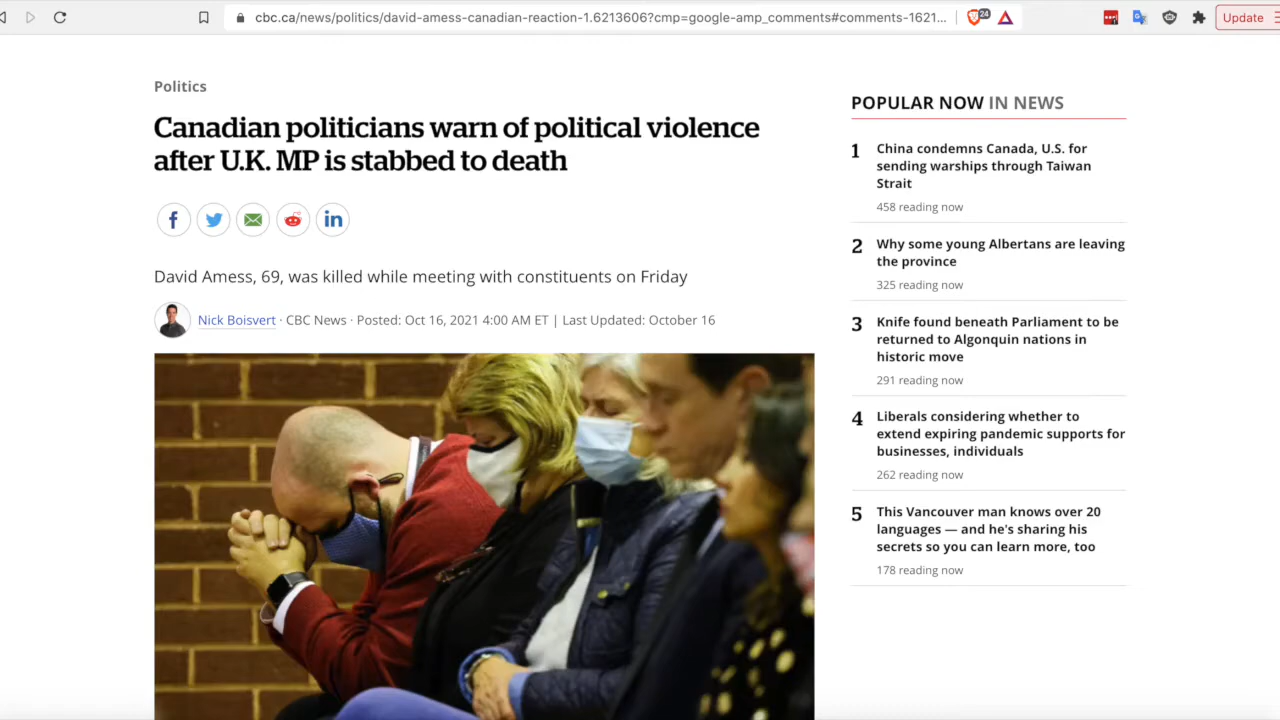 cbc.ca/news/politics/david-amess-canadian-reaction-1.6213606?cmp=google-amp_comments#comments-1621...
24
Update
Politics
Canadian politicians warn of political violence
after U.K. MP is stabbed to death
David Amess, 69, was killed while meeting with constituents on Friday
Nick Boisvert · CBC News · Posted: Oct 16, 2021 4:00 AM ET | Last Updated: October 16
POPULAR NOW IN NEWS
1
China condemns Canada, U.S. for
sending warships through Taiwan
Strait
458 reading now
2
Why some young Albertans are leaving
the province
325 reading now
3
Knife found beneath Parliament to be
returned to Algonquin nations in
historic move
291 reading now
4
Liberals considering whether to
extend expiring pandemic supports for
businesses, individuals
262 reading now
5
This Vancouver man knows over 20
languages — and he's sharing his
secrets so you can learn more, too
178 reading now